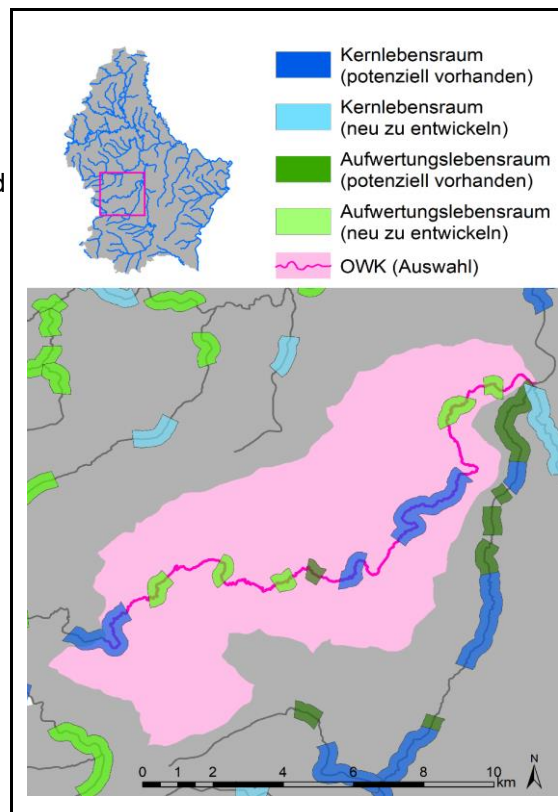 Kernlebensraum
(potenziell vorhanden)
Kernlebensraum
(neu zu entwickeln)
d
Aufwertungslebensraum
(potenziell vorhanden)
Aufwertungslebensraum
(neu zu entwickeln)
OWK (Auswahl)
0 1 2 4 6 8 10
km
N